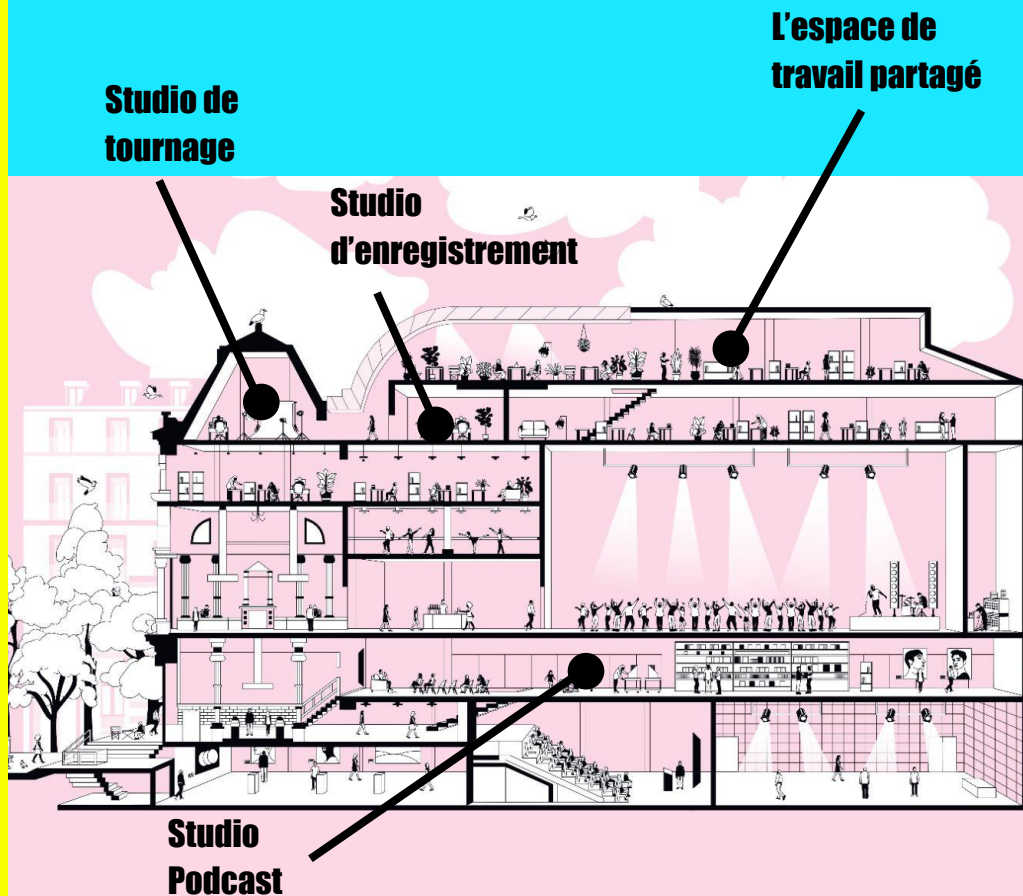 L'espace de
travail partagé
Studio de
tournage
Studio
d'enregistrement
Studio
Podcast